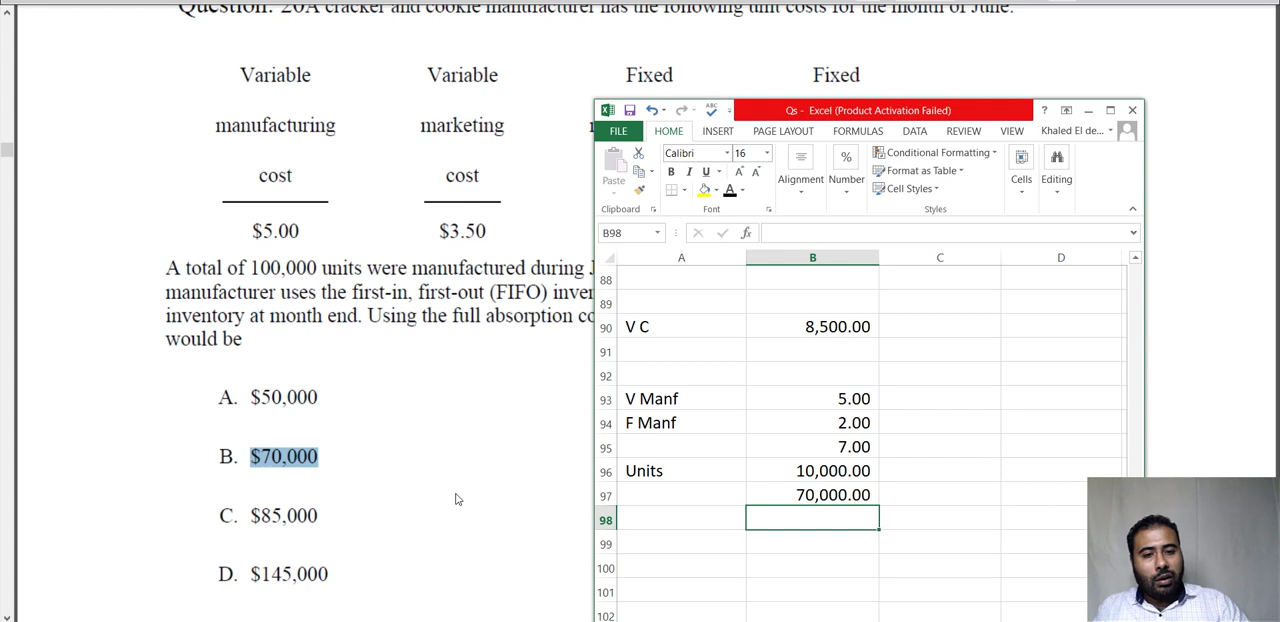 Question: 20A cracker and cookie manufacturer has the following unit costs for the month of June.
Variable Variable Fixed Fixed
manufacturing marketing
cost cost
$5.00 $3.50
A total of 100,000 units were manufactured during
manufacturer uses the first-in, first-out (FIFO)
inventory at month end. Using the full absorption
would be
A. $50,000
B. $70,000
C. $85,000
D. $145,000
Qs - Excel (Product Activation Failed)
FILE HOME INSERT PAGE LAYOUT FORMULAS DATA REVIEW VIEW Khaled El de...
Calibri 16
Paste B I U A A Alignment Number Conditional Formatting Cells Editing
Format as Table
Cell Styles
Clipboard Font Styles
B98 fx
A B C D
88
89
90 V C 8,500.00
91
92
93 V Manf 5.00
94 F Manf 2.00
95 7.00
96 Units 10,000.00
97 70,000.00
98
99
100
101
102